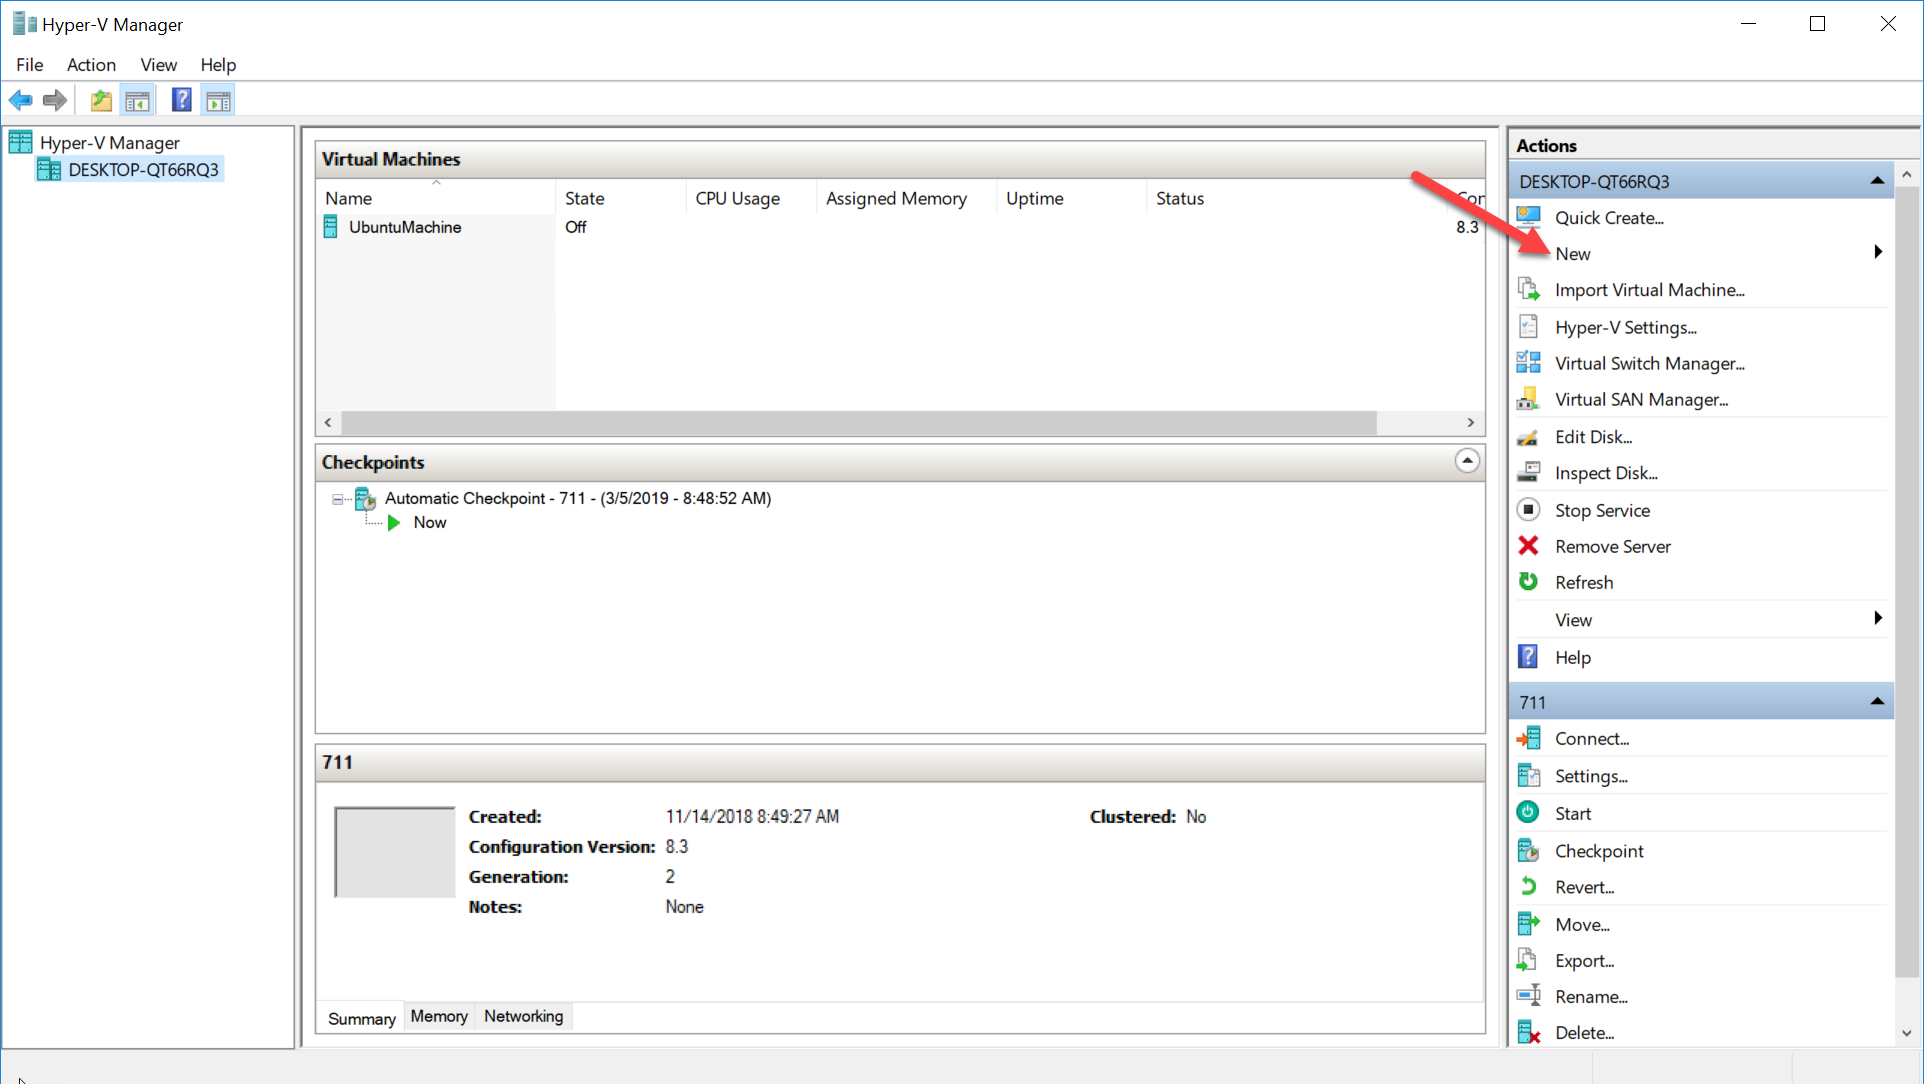 Hyper-V Manager
File Action View Help
Hyper-V Manager
DESKTOP-QT66RQ3
Virtual Machines
Name State CPU Usage Assigned Memory Uptime Status
UbuntuMachine Off 8.3
Checkpoints
Automatic Checkpoint - 711 - (3/5/2019 - 8:48:52 AM)
Now
711
Created: 11/14/2018 8:49:27 AM Clustered: No
Configuration Version: 8.3
Generation: 2
Notes: None
Summary Memory Networking
Actions
DESKTOP-QT66RQ3
Quick Create...
New
Import Virtual Machine...
Hyper-V Settings...
Virtual Switch Manager...
Virtual SAN Manager...
Edit Disk...
Inspect Disk...
Stop Service
Remove Server
Refresh
View
Help
711
Connect...
Settings...
Start
Checkpoint
Revert...
Move...
Export...
Rename...
Delete...